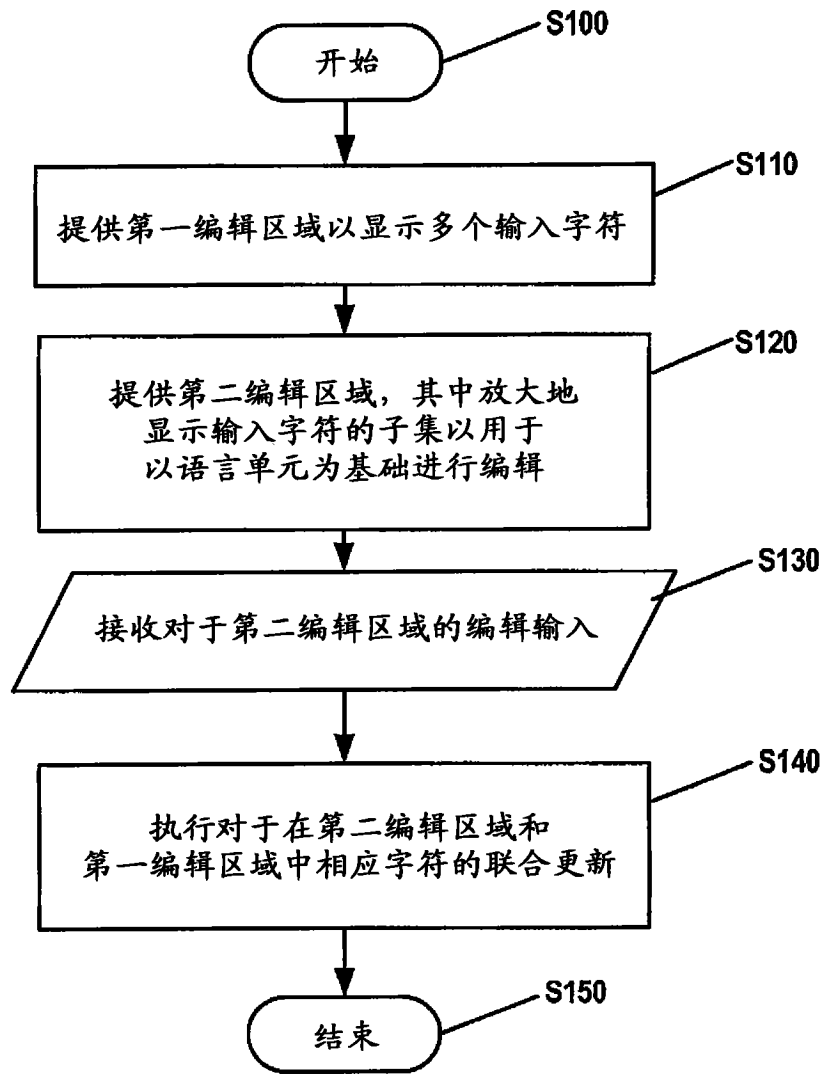 S100
开始
S110
提供第一编辑区域以显示多个输入字符
S120
提供第二编辑区域，其中放大地
显示输入字符的子集以用于
以语言单元为基础进行编辑
S130
接收对于第二编辑区域的编辑输入
S140
执行对于在第二编辑区域和
第一编辑区域中相应字符的联合更新
S150
结束